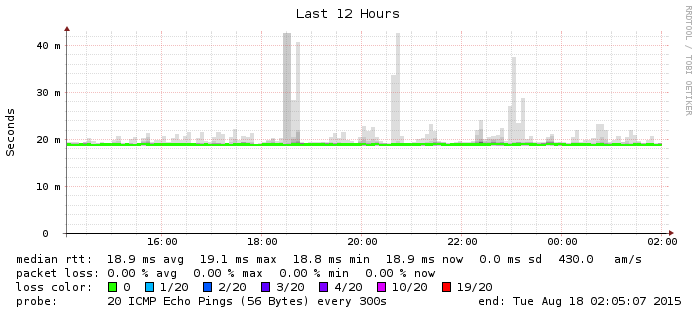 Last 12 Hours
RRDTOOL / TOBI OETIKER
Seconds
40 m
30 m
20 m
10 m
0
16:00 18:00 20:00 22:00 00:00 02:00
median rtt: 18.9 ms avg 19.1 ms max 18.8 ms min 18.9 ms now 0.0 ms sd 430.0 am/s
packet loss: 0.00 % avg 0.00 % max 0.00 % min 0.00 % now
loss color: 0 1/20 2/20 3/20 4/20 10/20 19/20
probe: 20 ICMP Echo Pings (56 Bytes) every 300s end: Tue Aug 18 02:05:07 2015